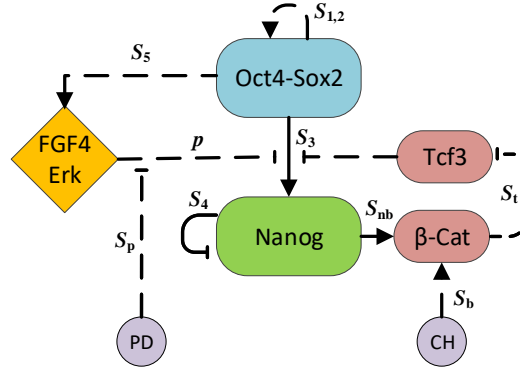 S1,2
S5
Oct4-Sox2
FGF4
Erk
p
S3
Tcf3
S4
Snb
St
Nanog
β-Cat
Sp
Sb
PD
CH